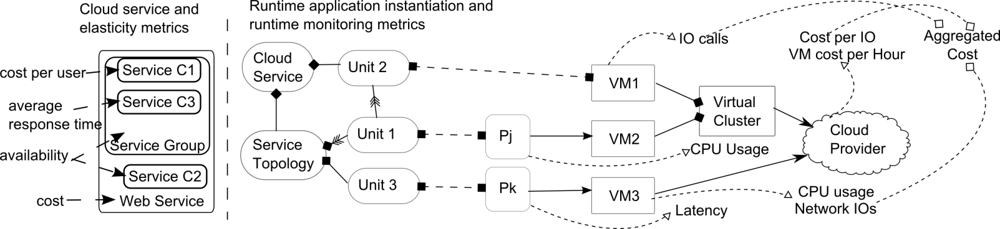 Cloud service and
elasticity metrics
cost per user
Service C1
average
response time
Service C3
Service Group
availability
Service C2
cost
Web Service
Runtime application instantiation and
runtime monitoring metrics
Cloud
Service
Unit 2
Unit 1
Service
Topology
Unit 3
Pj
Pk
VM1
VM2
VM3
IO calls
CPU Usage
Latency
Virtual
Cluster
Cost per IO
VM cost per Hour
Cloud
Provider
CPU usage
Network IOs
Aggregated
Cost